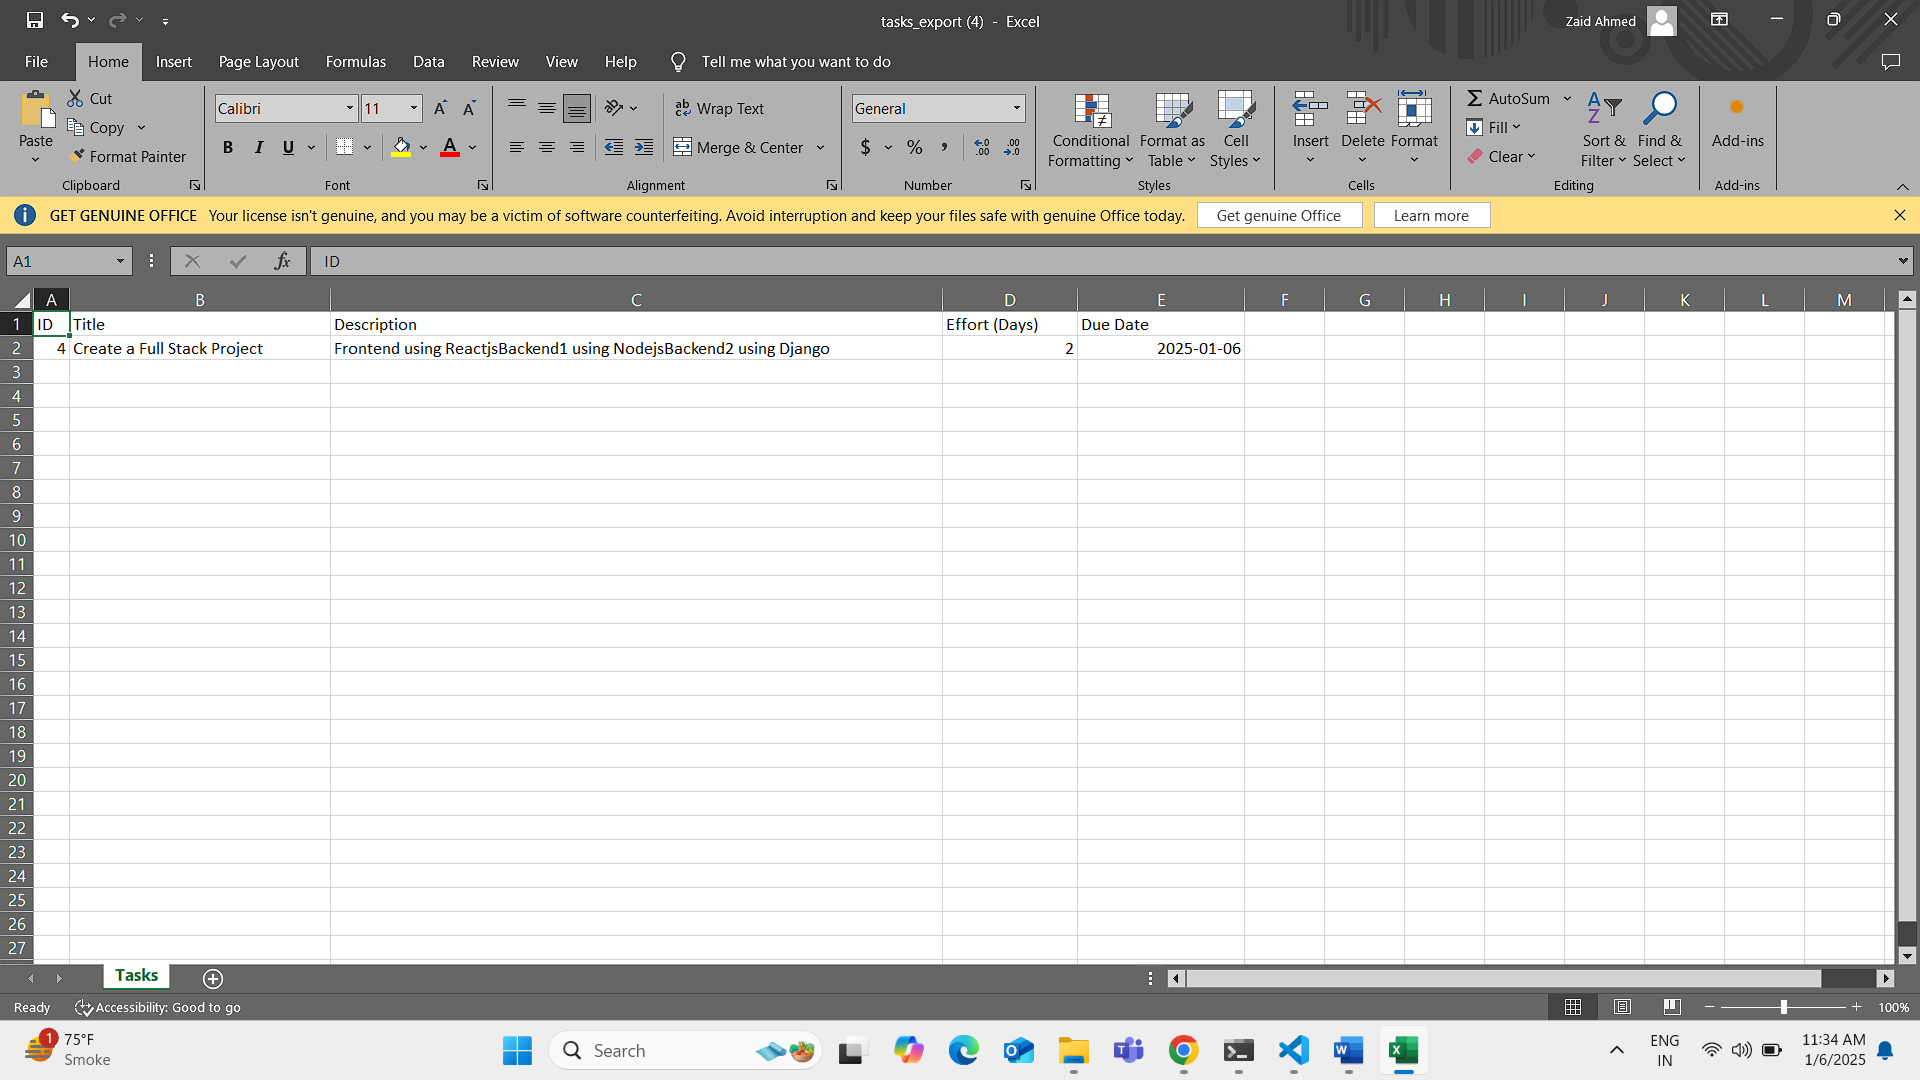 tasks_export (4) - Excel
Zaid Ahmed
File Home Insert Page Layout Formulas Data Review View Help Tell me what you want to do
Paste
Cut
Copy
Format Painter
Clipboard
Calibri 11 A A
B I U A
Font
ab Wrap Text
Merge & Center
Alignment
General
$ % ,
Number
Conditional Formatting
Format as Table
Cell Styles
Styles
Insert Delete Format
Cells
AutoSum
Fill
Clear
Sort & Filter
Find & Select
Editing
Add-ins
Add-ins
GET GENUINE OFFICE Your license isn't genuine, and you may be a victim of software counterfeiting. Avoid interruption and keep your files safe with genuine Office today. Get genuine Office Learn more
A1 fx ID
A B C D E F G H I J K L M
1 ID Title Description Effort (Days) Due Date
2 4 Create a Full Stack Project Frontend using ReactjsBackend1 using NodejsBackend2 using Django 2 2025-01-06
3
4
5
6
7
8
9
10
11
12
13
14
15
16
17
18
19
20
21
22
23
24
25
26
27
Tasks
Ready Accessibility: Good to go 100%
1 75°F
Smoke
Search
ENG
IN
11:34 AM
1/6/2025